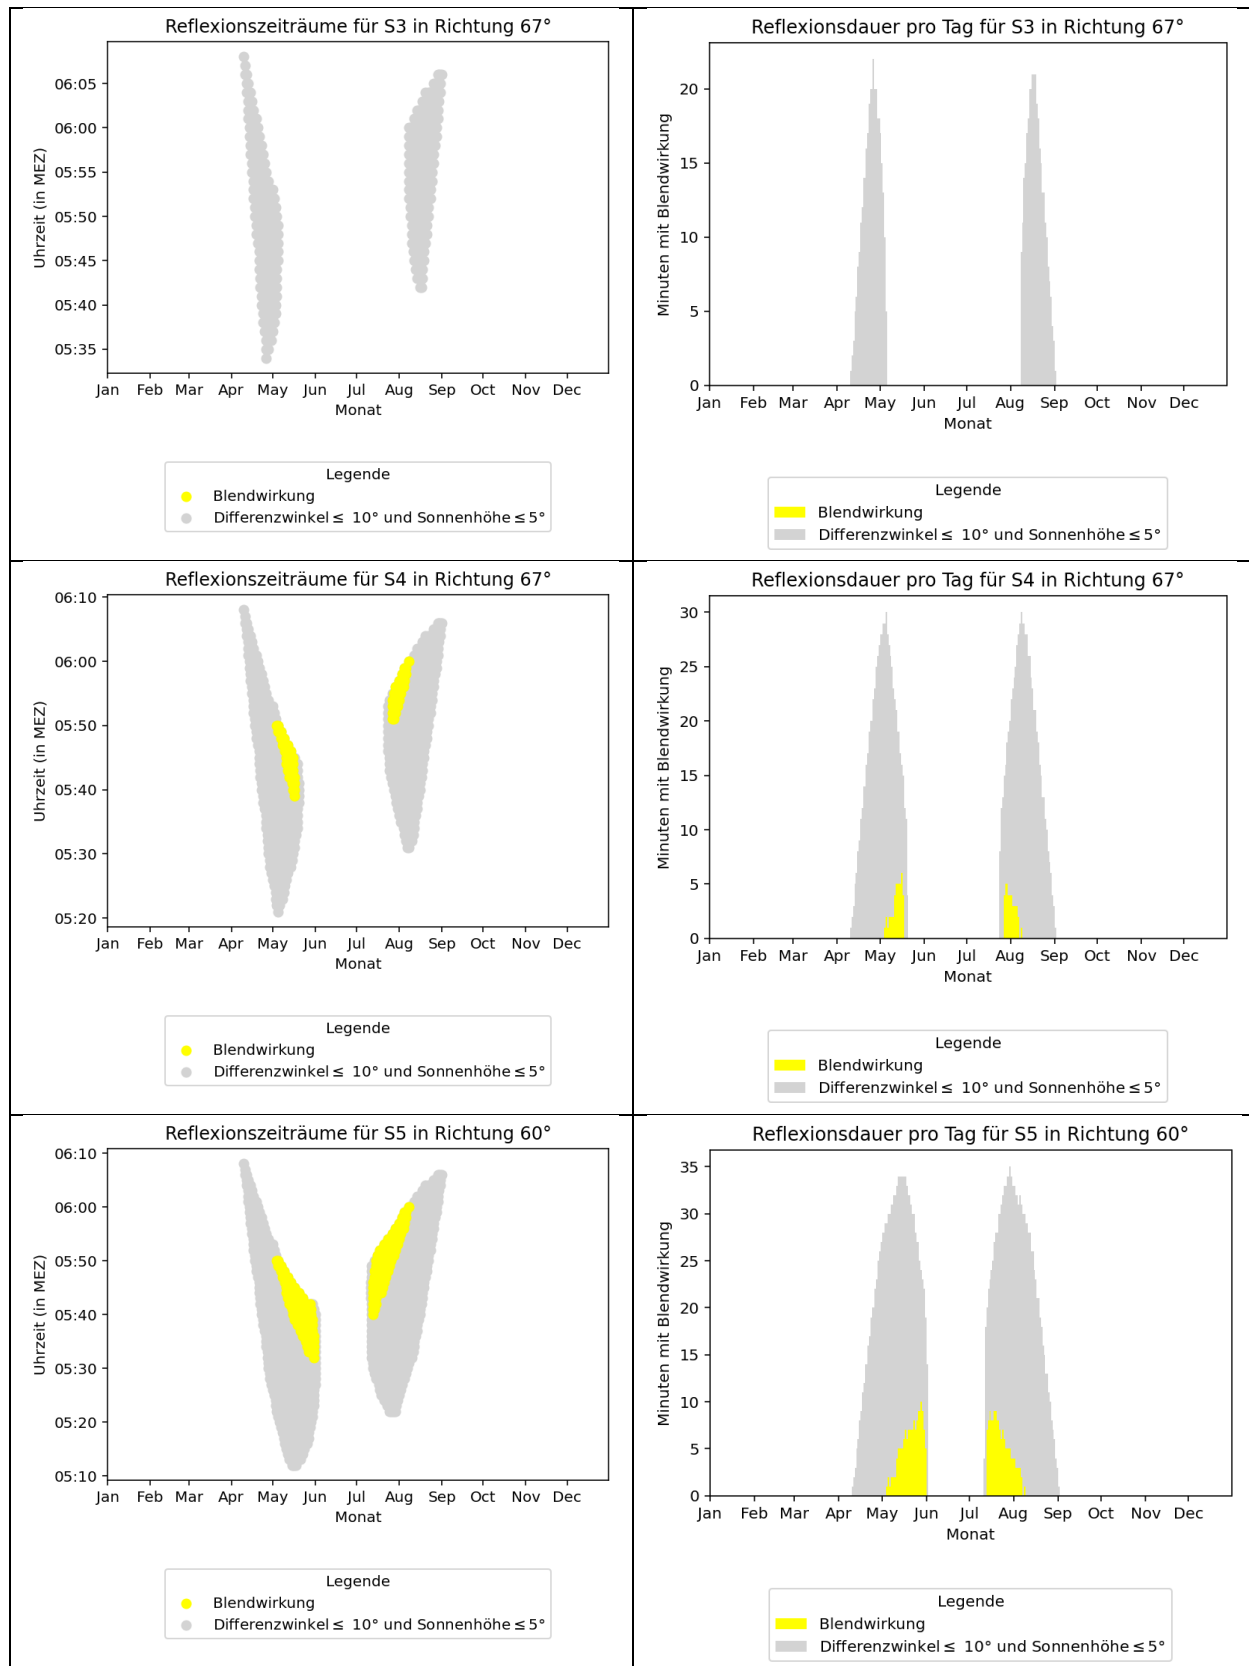 Reflexionszeiträume für S3 in Richtung 67°
06:05
06:00
05:55
05:50
05:45
05:40
05:35
Uhrzeit (in MEZ)
Jan Feb Mar Apr May Jun Jul Aug Sep Oct Nov Dec
Monat
Legende
Blendwirkung
Differenzwinkel ≤ 10° und Sonnenhöhe ≤ 5°
Reflexionsdauer pro Tag für S3 in Richtung 67°
20
15
10
5
0
Minuten mit Blendwirkung
Jan Feb Mar Apr May Jun Jul Aug Sep Oct Nov Dec
Monat
Legende
Blendwirkung
Differenzwinkel ≤ 10° und Sonnenhöhe ≤ 5°
Reflexionszeiträume für S4 in Richtung 67°
06:10
06:00
05:50
05:40
05:30
05:20
Uhrzeit (in MEZ)
Jan Feb Mar Apr May Jun Jul Aug Sep Oct Nov Dec
Monat
Legende
Blendwirkung
Differenzwinkel ≤ 10° und Sonnenhöhe ≤ 5°
Reflexionsdauer pro Tag für S4 in Richtung 67°
30
25
20
15
10
5
0
Minuten mit Blendwirkung
Jan Feb Mar Apr May Jun Jul Aug Sep Oct Nov Dec
Monat
Legende
Blendwirkung
Differenzwinkel ≤ 10° und Sonnenhöhe ≤ 5°
Reflexionszeiträume für S5 in Richtung 60°
06:10
06:00
05:50
05:40
05:30
05:20
05:10
Uhrzeit (in MEZ)
Jan Feb Mar Apr May Jun Jul Aug Sep Oct Nov Dec
Monat
Legende
Blendwirkung
Differenzwinkel ≤ 10° und Sonnenhöhe ≤ 5°
Reflexionsdauer pro Tag für S5 in Richtung 60°
35
30
25
20
15
10
5
0
Minuten mit Blendwirkung
Jan Feb Mar Apr May Jun Jul Aug Sep Oct Nov Dec
Monat
Legende
Blendwirkung
Differenzwinkel ≤ 10° und Sonnenhöhe ≤ 5°